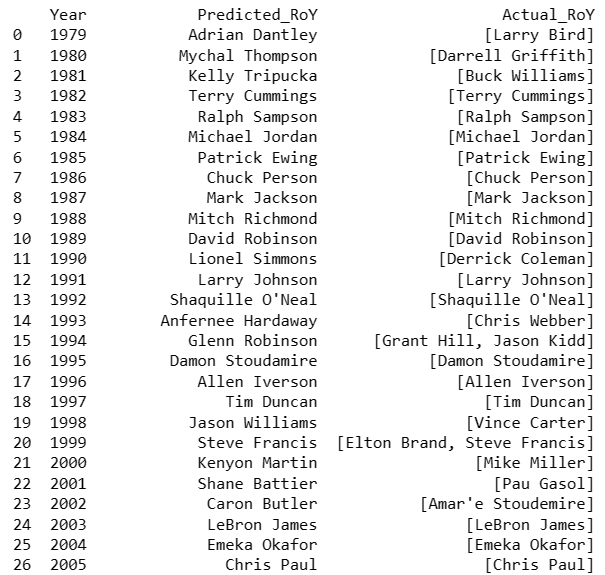 Year Predicted_RoY Actual_RoY
0 1979 Adrian Dantley [Larry Bird]
1 1980 Mychal Thompson [Darrell Griffith]
2 1981 Kelly Tripucka [Buck Williams]
3 1982 Terry Cummings [Terry Cummings]
4 1983 Ralph Sampson [Ralph Sampson]
5 1984 Michael Jordan [Michael Jordan]
6 1985 Patrick Ewing [Patrick Ewing]
7 1986 Chuck Person [Chuck Person]
8 1987 Mark Jackson [Mark Jackson]
9 1988 Mitch Richmond [Mitch Richmond]
10 1989 David Robinson [David Robinson]
11 1990 Lionel Simmons [Derrick Coleman]
12 1991 Larry Johnson [Larry Johnson]
13 1992 Shaquille O'Neal [Shaquille O'Neal]
14 1993 Anfernee Hardaway [Chris Webber]
15 1994 Glenn Robinson [Grant Hill, Jason Kidd]
16 1995 Damon Stoudamire [Damon Stoudamire]
17 1996 Allen Iverson [Allen Iverson]
18 1997 Tim Duncan [Tim Duncan]
19 1998 Jason Williams [Vince Carter]
20 1999 Steve Francis [Elton Brand, Steve Francis]
21 2000 Kenyon Martin [Mike Miller]
22 2001 Shane Battier [Pau Gasol]
23 2002 Caron Butler [Amar'e Stoudemire]
24 2003 LeBron James [LeBron James]
25 2004 Emeka Okafor [Emeka Okafor]
26 2005 Chris Paul [Chris Paul]